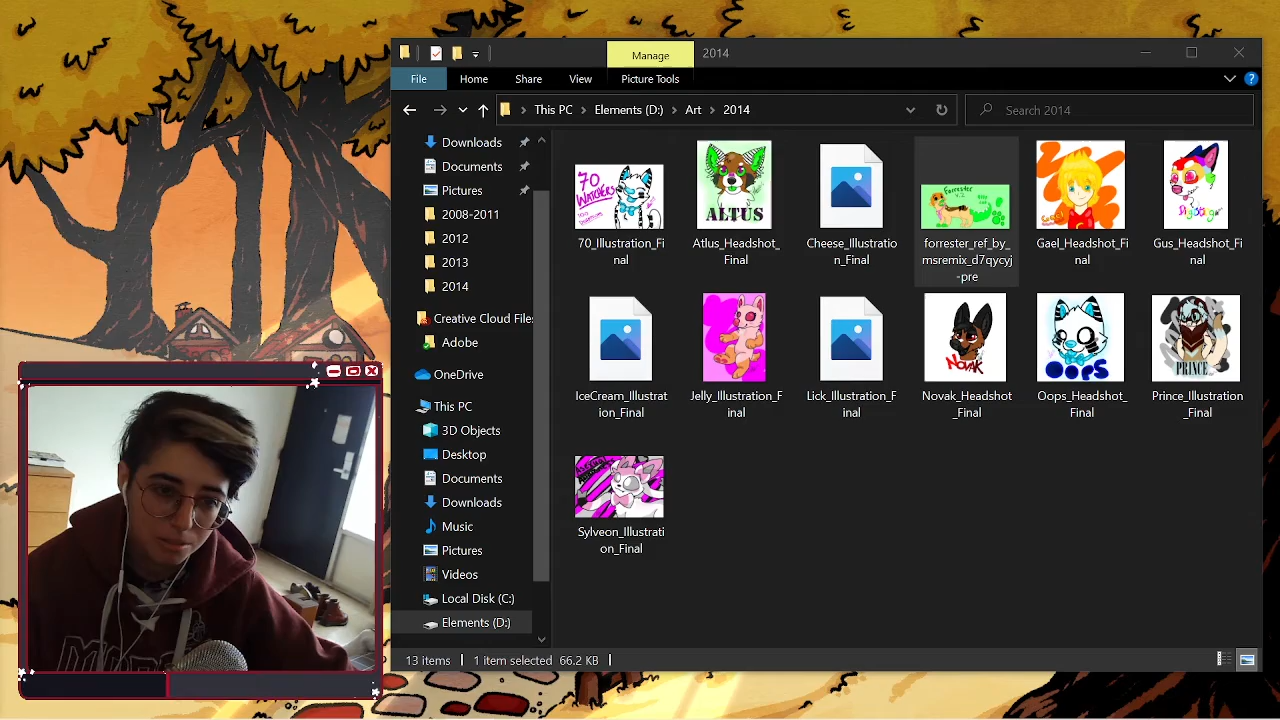 Manage
2014
File
Home
Share
View
Picture Tools
This PC
Elements (D:)
Art
2014
Search 2014
Downloads
Documents
Pictures
2008-2011
2012
2013
2014
Creative Cloud Files
Adobe
OneDrive
This PC
3D Objects
Desktop
Documents
Downloads
Music
Pictures
Videos
Local Disk (C:)
Elements (D:)
70
WATCHERS
70_Illustration_Fi
nal
ALTUS
Atlus_Headshot_
Final
Cheese_Illustratio
n_Final
Forrester
forrester_ref_by_
msremix_d7qycyj
-pre
Gael_Headshot_Fi
nal
Gus_Headshot_Fi
nal
IceCream_Illustrat
ion_Final
Jelly_Illustration_F
inal
Lick_Illustration_F
inal
NOVAK
Novak_Headshot
_Final
OOPS
Oops_Headshot_
Final
PRINCE
Prince_Illustration
_Final
Sylveon_Illustrati
on_Final
13 items
1 item selected 66.2 KB